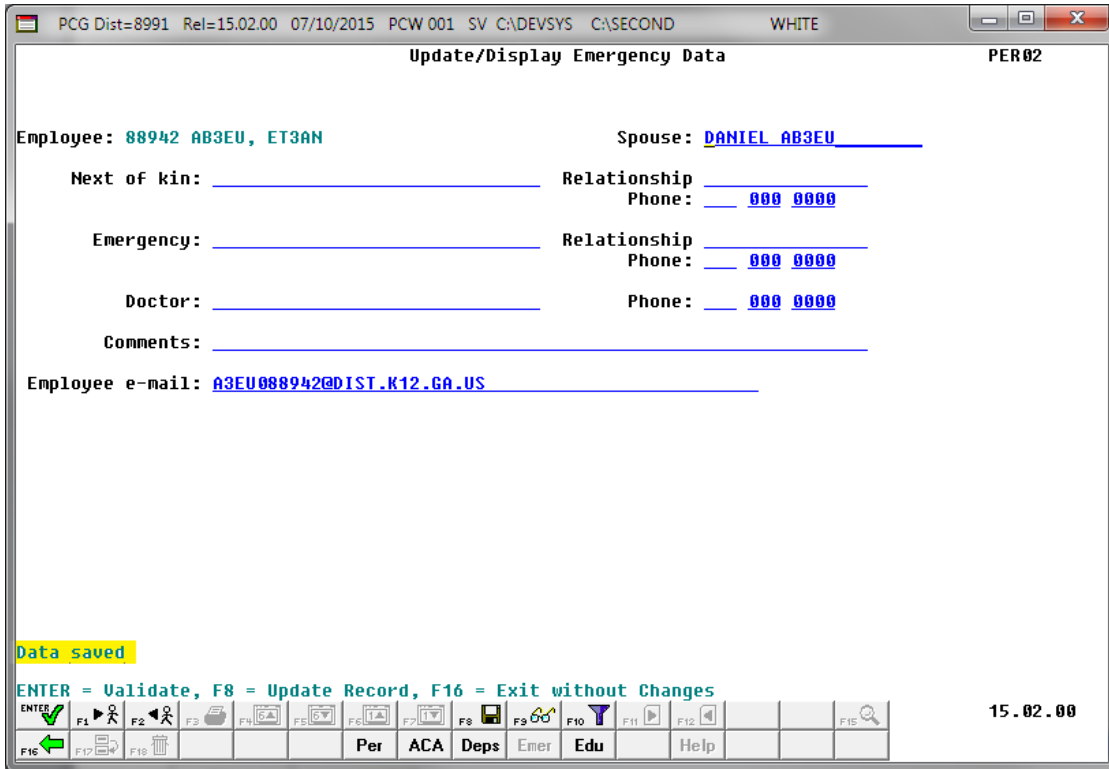 PCG Dist=8991 Rel=15.02.00 07/10/2015 PCW 001 SV C:\DEVSYS C:\SECOND WHITE
Update/Display Emergency Data PER02
Employee: 88942 AB3EU, ET3AN Spouse: DANIEL AB3EU
Next of kin: Relationship
Phone: 000 0000
Emergency: Relationship
Phone: 000 0000
Doctor: Phone: 000 0000
Comments:
Employee e-mail: A3EU088942@DIST.K12.GA.US
Data saved
ENTER = Validate, F8 = Update Record, F16 = Exit without Changes
ENTER F1 F2 F3 F4 F5 F6 F7 F8 F9 F10 F11 F12 F15 15.02.00
F16 F17 F18 Per ACA Deps Emer Edu Help